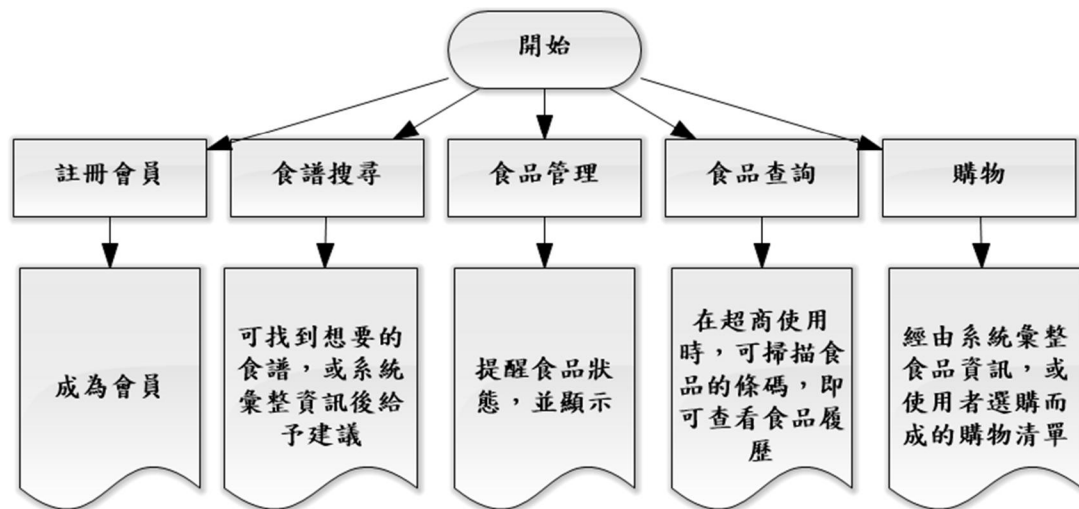 開始
註冊會員
食譜搜尋
食品管理
食品查詢
購物
成為會員
可找到想要的
食譜，或系統
彙整資訊後給
予建議
提醒食品狀
態，並顯示
在超商使用
時，可掃描食
品的條碼，即
可查看食品履
歷
經由系統彙整
食品資訊，或
使用者選購而
成的購物清單